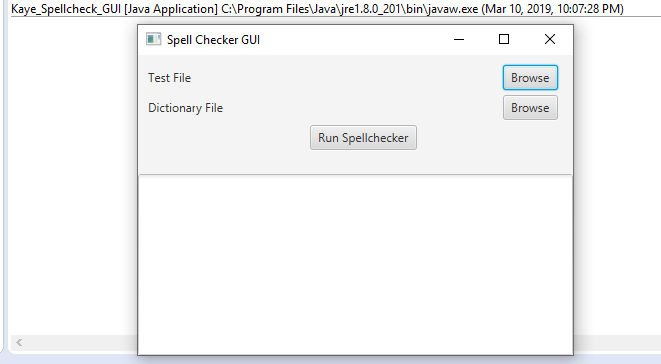 Kaye_Spellcheck_GUI [Java Application] C:\Program Files\Java\jre1.8.0_201\bin\javaw.exe (Mar 10, 2019, 10:07:28 PM)
Spell Checker GUI
Test File Browse
Dictionary File Browse
Run Spellchecker